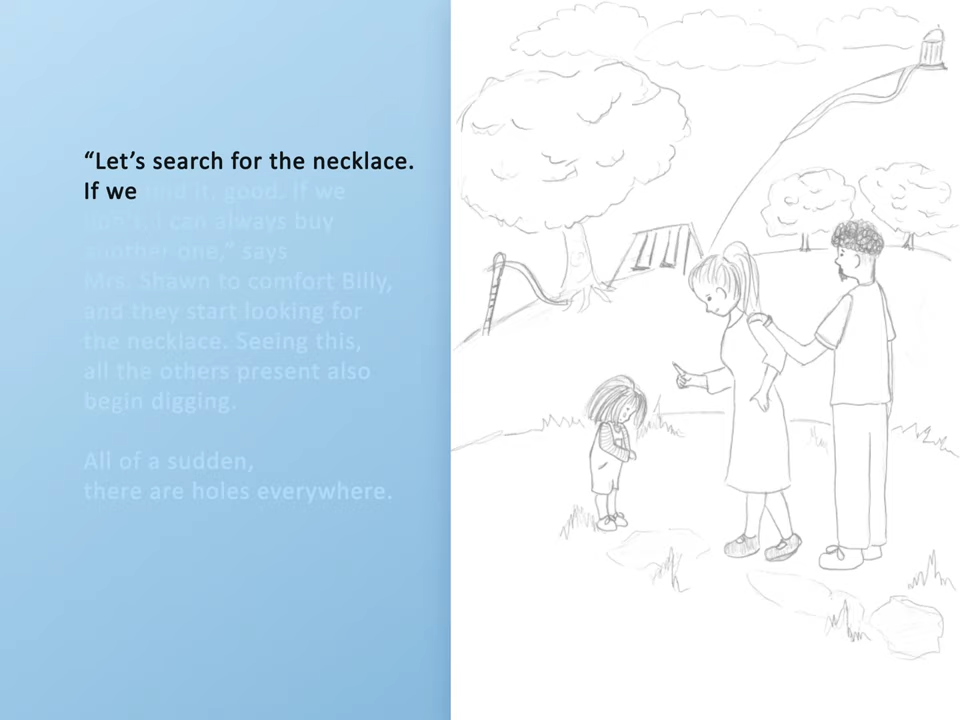 “Let’s search for the necklace.
If we find it, good. If we
don’t it can always buy
another one,” says
Mrs. Shawn to comfort Billy,
and they start looking for
the necklace. Seeing this,
all the others present also
begin digging.
All of a sudden,
there are holes everywhere.